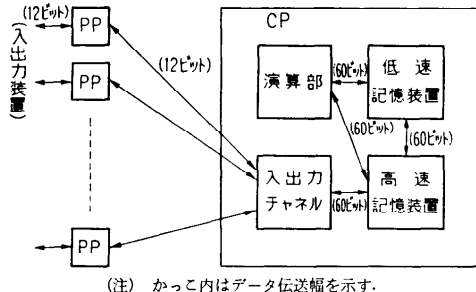 (12ビット)
PP
CP
(入出力装置)
(12ビット)
PP
演算部
(60ビット)
低速
記憶装置
(60ビット)
(60ビット)
入出力
チャネル
(60ビット)
高速
記憶装置
PP
(注) かっこ内はデータ伝送幅を示す.